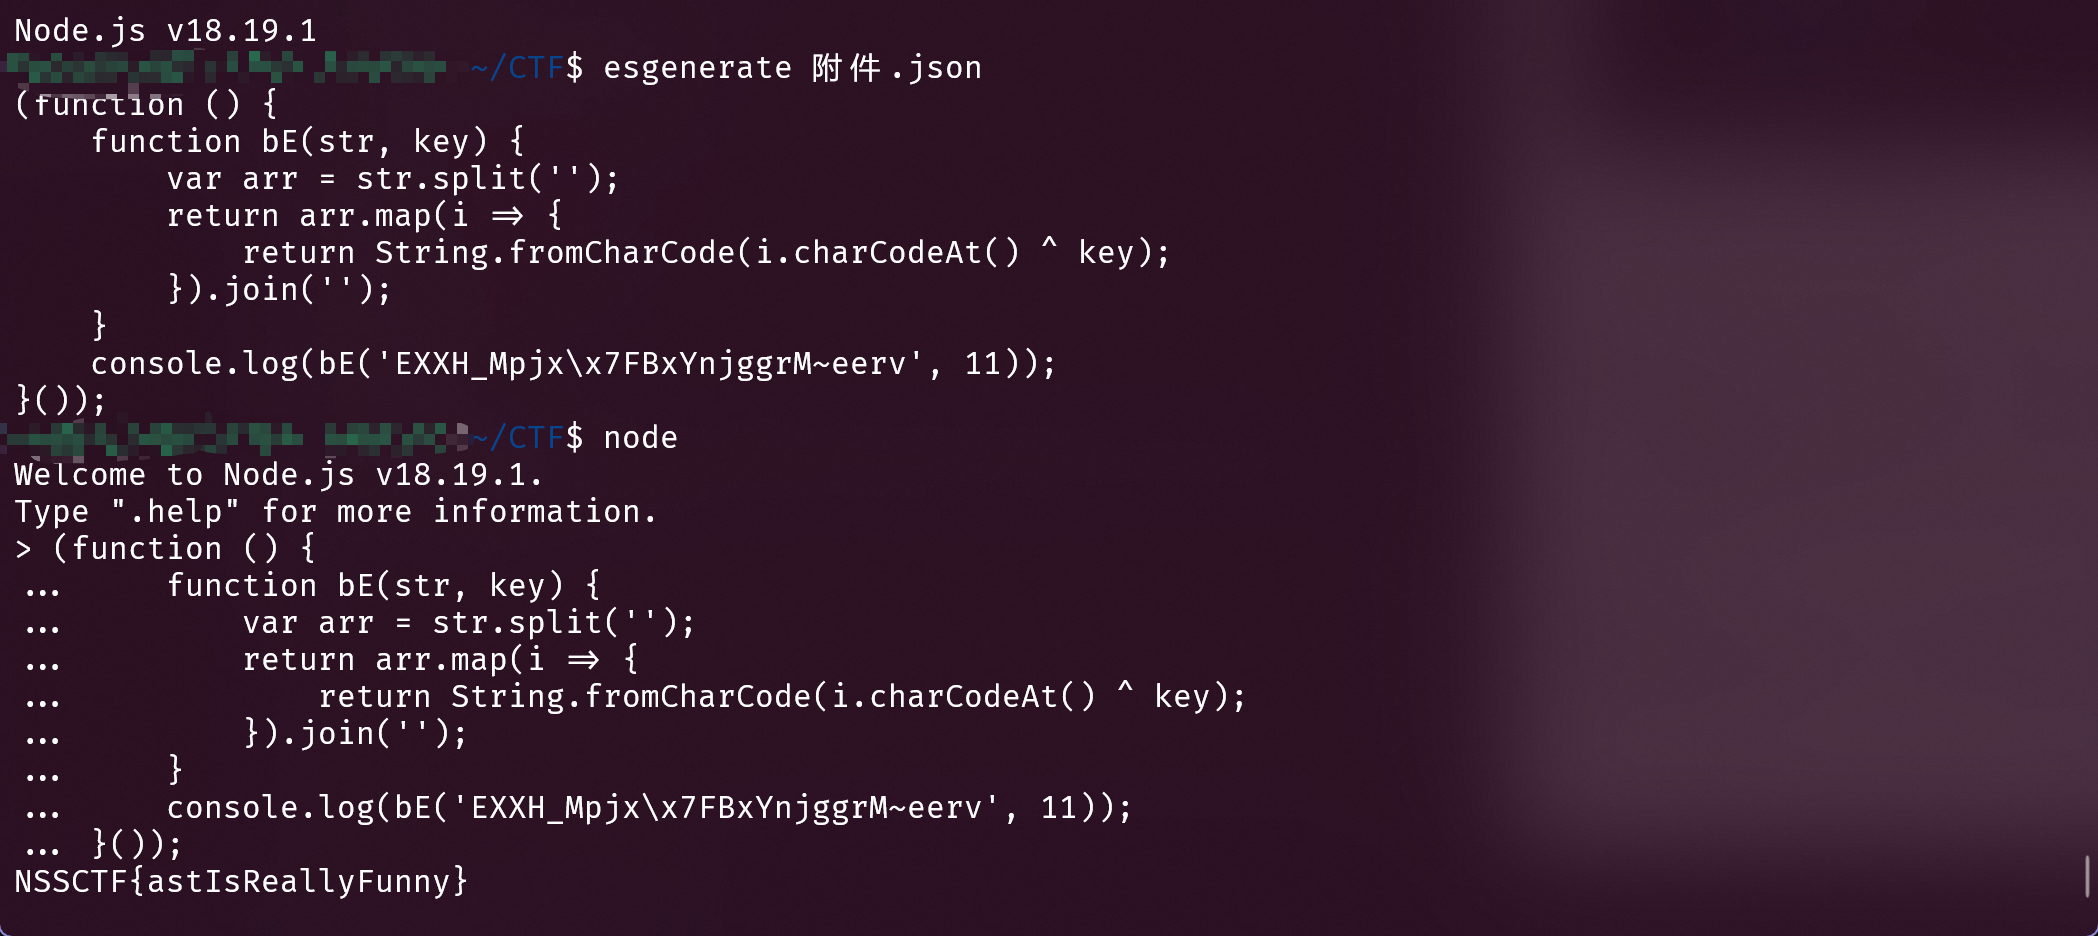 Node.js v18.19.1
~/CTF$ esgenerate 附件.json
(function () {
    function bE(str, key) {
        var arr = str.split('');
        return arr.map(i => {
            return String.fromCharCode(i.charCodeAt() ^ key);
        }).join('');
    }
    console.log(bE('EXXH_Mpjx\x7FBxYnjggrM~eerv', 11));
}());
~/CTF$ node
Welcome to Node.js v18.19.1.
Type ".help" for more information.
> (function () {
...     function bE(str, key) {
...         var arr = str.split('');
...         return arr.map(i => {
...             return String.fromCharCode(i.charCodeAt() ^ key);
...         }).join('');
...     }
...     console.log(bE('EXXH_Mpjx\x7FBxYnjggrM~eerv', 11));
... }());
NSSCTF{astIsReallyFunny}